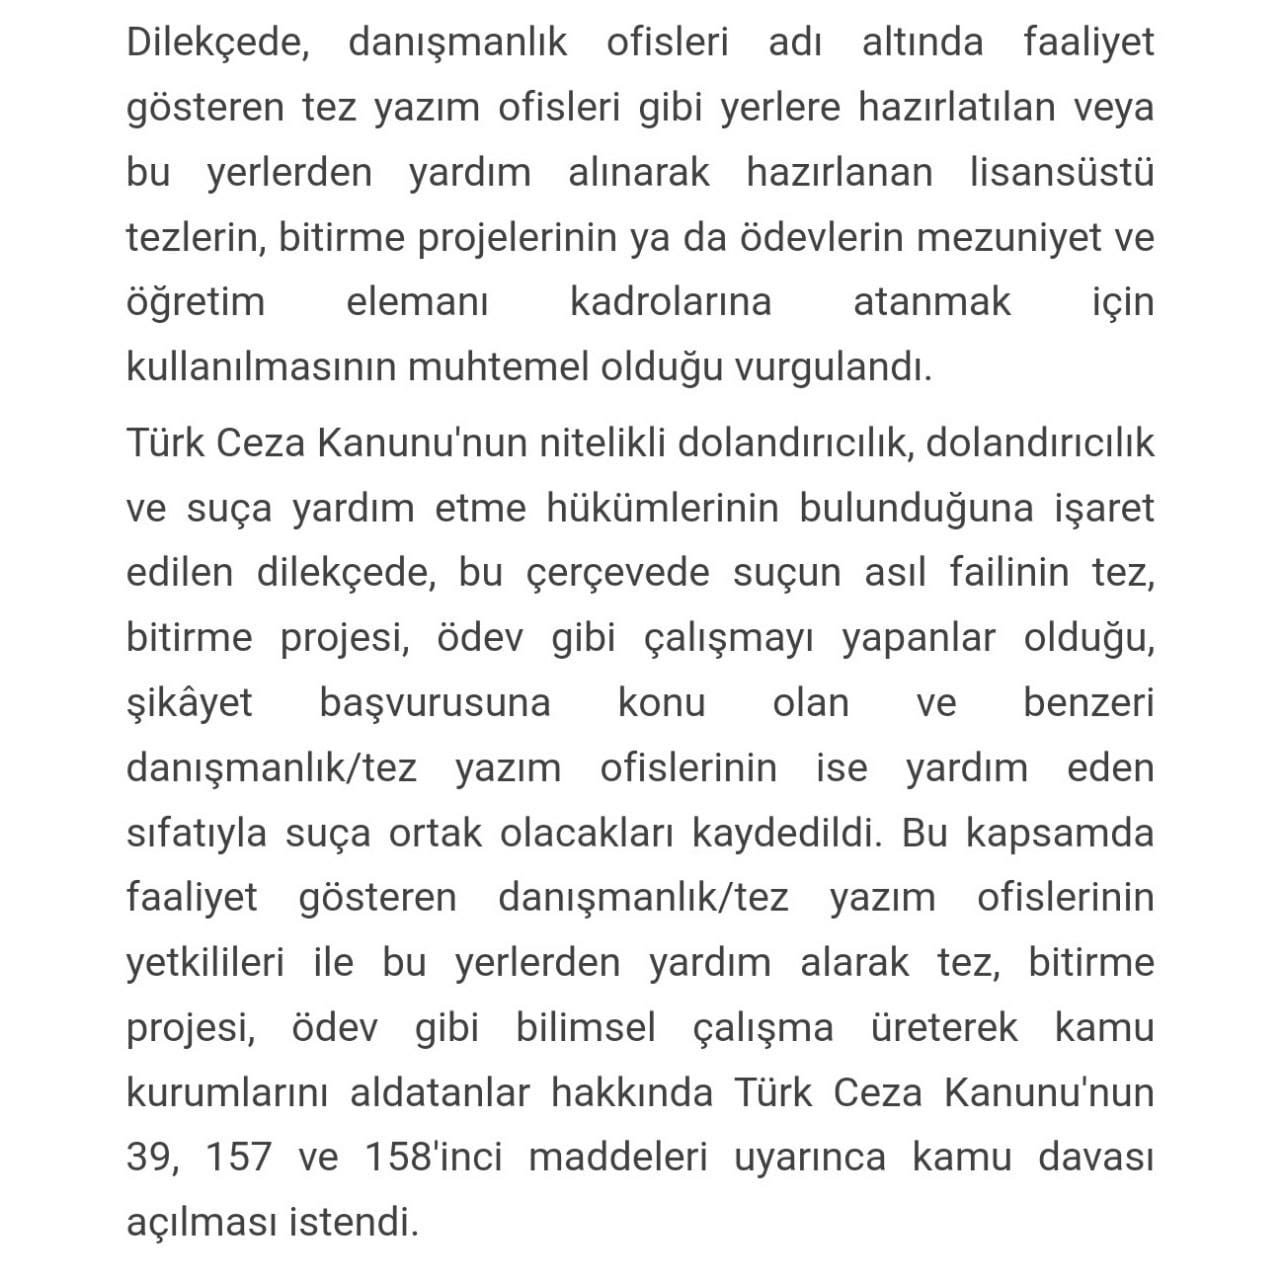 Dilekçede, danışmanlık ofisleri adı altında faaliyet
gösteren tez yazım ofisleri gibi yerlere hazırlatılan veya
bu yerlerden yardım alınarak hazırlanan lisansüstü
tezlerin, bitirme projelerinin ya da ödevlerin mezuniyet ve
öğretim elemanı kadrolarına atanmak için
kullanılmasının muhtemel olduğu vurgulandı.
Türk Ceza Kanunu'nun nitelikli dolandırıcılık, dolandırıcılık
ve suça yardım etme hükümlerinin bulunduğuna işaret
edilen dilekçede, bu çerçevede suçun asıl failinin tez,
bitirme projesi, ödev gibi çalışmayı yapanlar olduğu,
şikâyet başvurusuna konu olan ve benzeri
danışmanlık/tez yazım ofislerinin ise yardım eden
sıfatıyla suça ortak olacakları kaydedildi. Bu kapsamda
faaliyet gösteren danışmanlık/tez yazım ofislerinin
yetkilileri ile bu yerlerden yardım alarak tez, bitirme
projesi, ödev gibi bilimsel çalışma üreterek kamu
kurumlarını aldatanlar hakkında Türk Ceza Kanunu'nun
39, 157 ve 158'inci maddeleri uyarınca kamu davası
açılması istendi.